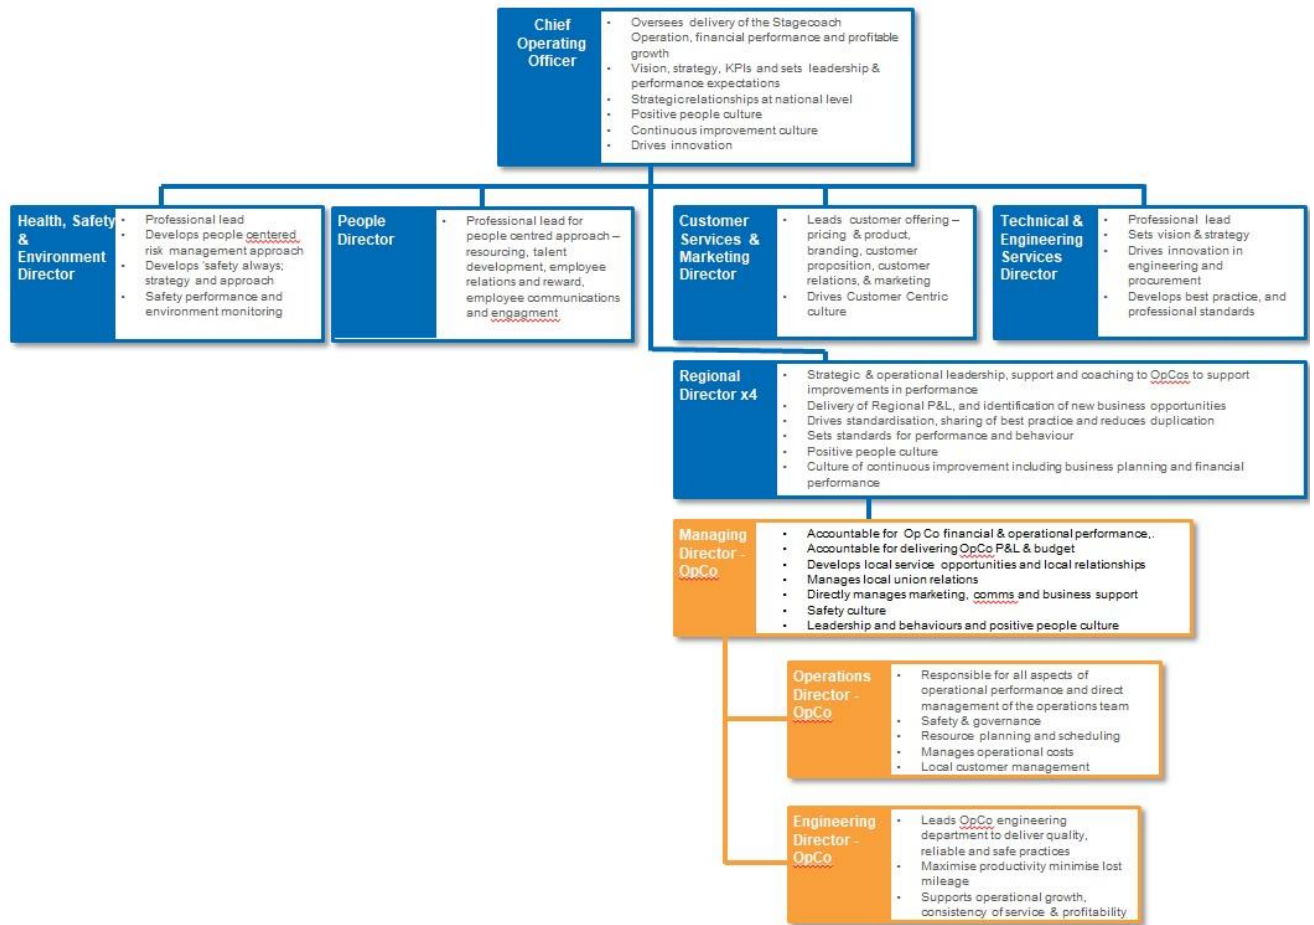 Chief
Operating
Officer
• Oversees delivery of the Stagecoach
Operation, financial performance and profitable
growth
• Vision, strategy, KPIs and sets leadership &
performance expectations
• Strategic relationships at national level
• Positive people culture
• Continuous improvement culture
• Drives innovation
Health, Safety
&
Environment
Director
• Professional lead
• Develops people centered
risk management approach
• Develops 'safety always;
strategy and approach
• Safety performance and
environment monitoring
People
Director
• Professional lead for
people centred approach –
resourcing, talent
development, employee
relations and reward,
employee communications
and engagment
Customer
Services &
Marketing
Director
• Leads customer offering –
pricing & product,
branding, customer
proposition, customer
relations, & marketing
• Drives Customer Centric
culture
Technical &
Engineering
Services
Director
• Professional lead
• Sets vision & strategy
• Drives innovation in
engineering and
procurement
• Develops best practice, and
professional standards
Regional
Director x4
• Strategic & operational leadership, support and coaching to OpCos to support
improvements in performance
• Delivery of Regional P&L, and identification of new business opportunities
• Drives standardisation, sharing of best practice and reduces duplication
• Sets standards for performance and behaviour
• Positive people culture
• Culture of continuous improvement including business planning and financial
performance
Managing
Director -
OpCo
• Accountable for Op Co financial & operational performance,.
• Accountable for delivering OpCo P&L & budget
• Develops local service opportunities and local relationships
• Manages local union relations
• Directly manages marketing, comms and business support
• Safety culture
• Leadership and behaviours and positive people culture
Operations
Director -
OpCo
• Responsible for all aspects of
operational performance and direct
management of the operations team
• Safety & governance
• Resource planning and scheduling
• Manages operational costs
• Local customer management
Engineering
Director -
OpCo
• Leads OpCo engineering
department to deliver quality,
reliable and safe practices
• Maximise productivity minimise lost
mileage
• Supports operational growth,
consistency of service & profitability